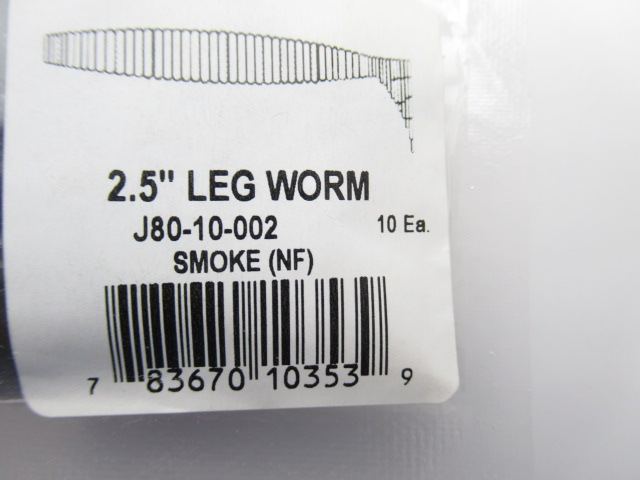 2.5" LEG WORM
J80-10-002 10 Ea.
SMOKE (NF)
7 83670 10353 9